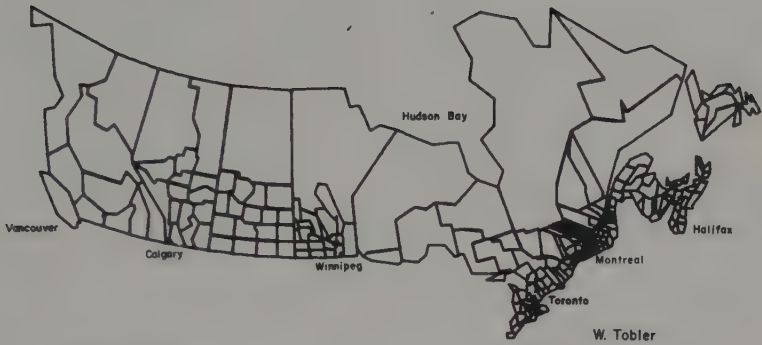 Hudson Bay
Vancouver
Calgary
Winnipeg
Halifax
Montreal
Toronto
W. Tobler